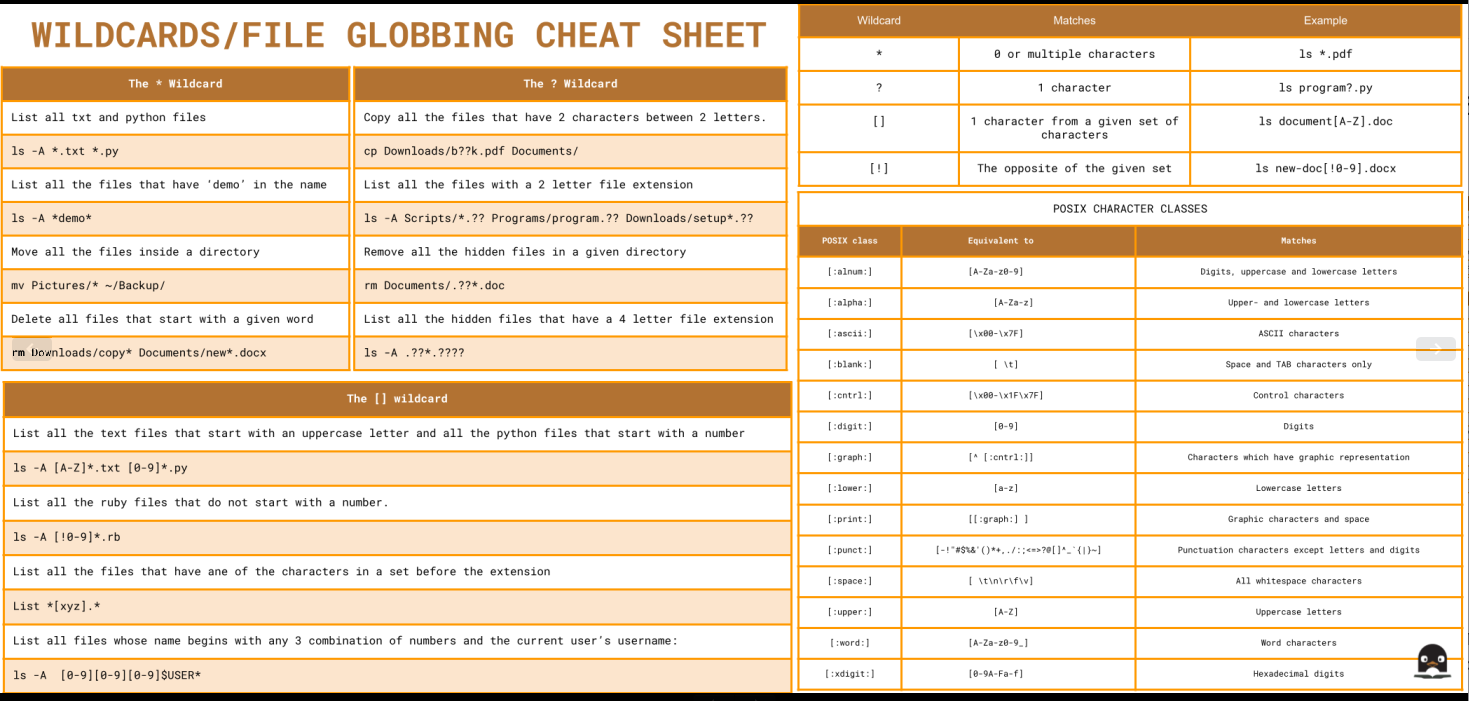 WILDCARDS/FILE GLOBBING CHEAT SHEET
The * Wildcard
List all txt and python files
ls -A *.txt *.py
List all the files that have ‘demo’ in the name
ls -A *demo*
Move all the files inside a directory
mv Pictures/* ~/Backup/
Delete all files that start with a given word
rm Downloads/copy* Documents/new*.docx
The ? Wildcard
Copy all the files that have 2 characters between 2 letters.
cp Downloads/b??k.pdf Documents/
List all the files with a 2 letter file extension
ls -A Scripts/*.?? Programs/program.?? Downloads/setup*.??
Remove all the hidden files in a given directory
rm Documents/.??*.doc
List all the hidden files that have a 4 letter file extension
ls -A .??*.????
The [] wildcard
List all the text files that start with an uppercase letter and all the python files that start with a number
ls -A [A-Z]*.txt [0-9]*.py
List all the ruby files that do not start with a number.
ls -A [!0-9]*.rb
List all the files that have ane of the characters in a set before the extension
List *[xyz].*
List all files whose name begins with any 3 combination of numbers and the current user’s username:
ls -A  [0-9][0-9][0-9]$USER*
Wildcard Matches Example
* 0 or multiple characters ls *.pdf
? 1 character ls program?.py
[] 1 character from a given set of ls document[A-Z].doc
characters
[!] The opposite of the given set ls new-doc[!0-9].docx
POSIX CHARACTER CLASSES
POSIX class Equivalent to Matches
[:alnum:] [A-Za-z0-9] Digits, uppercase and lowercase letters
[:alpha:] [A-Za-z] Upper- and lowercase letters
[:ascii:] [\x00-\x7F] ASCII characters
[:blank:] [ \t] Space and TAB characters only
[:cntrl:] [\x00-\x1F\x7F] Control characters
[:digit:] [0-9] Digits
[:graph:] [^ [:cntrl:]] Characters which have graphic representation
[:lower:] [a-z] Lowercase letters
[:print:] [[:graph:] ] Graphic characters and space
[:punct:] [-!"#$%&'()*+,./:;<=>?@[]^_`{|}~] Punctuation characters except letters and digits
[:space:] [ \t\n\r\f\v] All whitespace characters
[:upper:] [A-Z] Uppercase letters
[:word:] [A-Za-z0-9_] Word characters
[:xdigit:] [0-9A-Fa-f] Hexadecimal digits